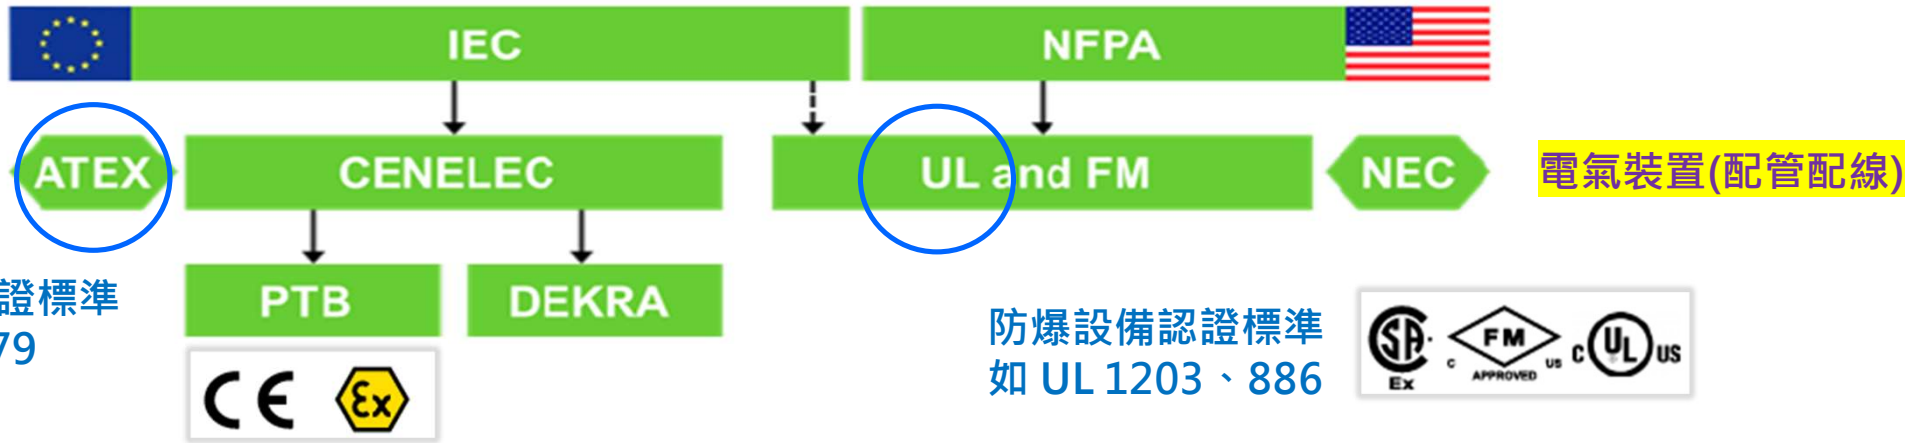 IEC
NFPA
ATEX
CENELEC
UL and FM
NEC
電氣裝置(配管配線)
PTB
DEKRA
證標準
79
防爆設備認證標準
如 UL 1203、886
CE Ex
SA Ex
C FM US APPROVED
C UL US